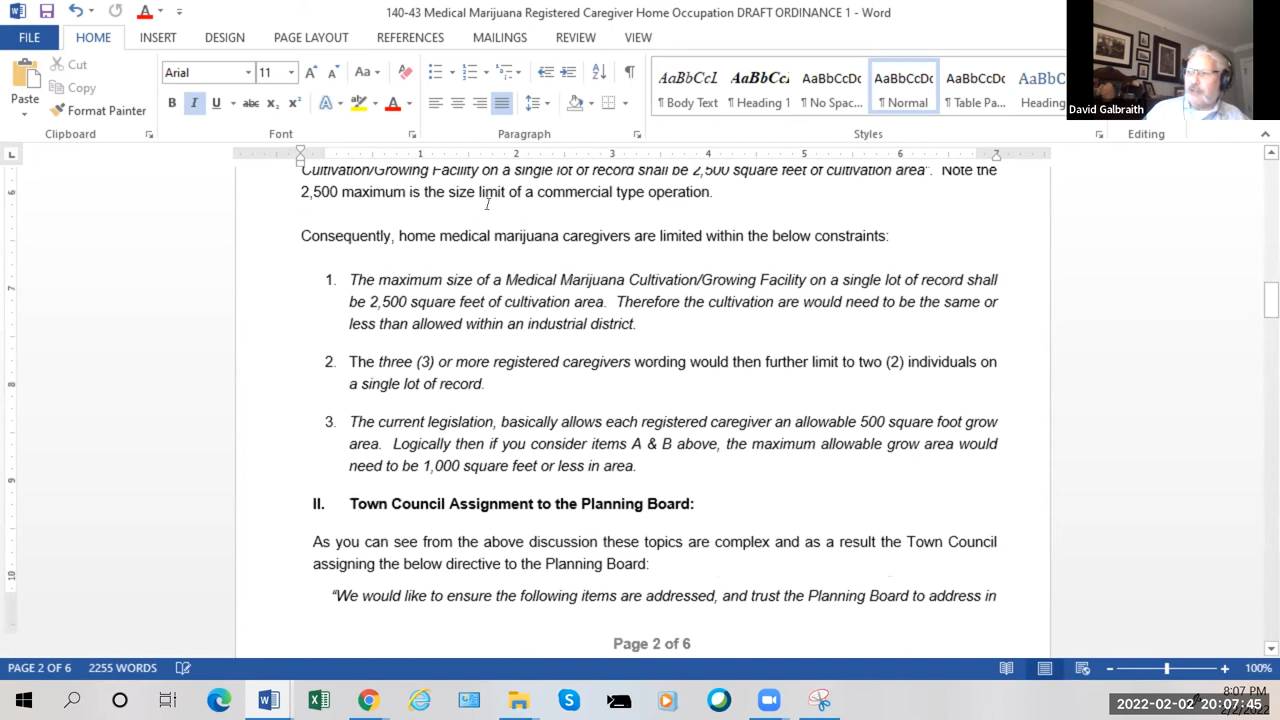 140-43 Medical Marijuana Registered Caregiver Home Occupation DRAFT ORDINANCE 1 - Word
FILE HOME INSERT DESIGN PAGE LAYOUT REFERENCES MAILINGS REVIEW VIEW
Cut
Copy
Paste
Format Painter
Arial 11
AaBbCcI AaBbCcI AaBbCcDc AaBbCcDc AaBbCcDc AaBbC
¶ Body Text ¶ Heading ¶ No Spac... ¶ Normal ¶ Table Pa... Heading
David Galbraith
Clipboard Font Paragraph Styles Editing
Cultivation/Growing Facility on a single lot of record shall be 2,500 square feet of cultivation area". Note the
2,500 maximum is the size limit of a commercial type operation.
Consequently, home medical marijuana caregivers are limited within the below constraints:
1. The maximum size of a Medical Marijuana Cultivation/Growing Facility on a single lot of record shall
be 2,500 square feet of cultivation area. Therefore the cultivation are would need to be the same or
less than allowed within an industrial district.
2. The three (3) or more registered caregivers wording would then further limit to two (2) individuals on
a single lot of record.
3. The current legislation, basically allows each registered caregiver an allowable 500 square foot grow
area. Logically then if you consider items A & B above, the maximum allowable grow area would
need to be 1,000 square feet or less in area.
II. Town Council Assignment to the Planning Board:
As you can see from the above discussion these topics are complex and as a result the Town Council
assigning the below directive to the Planning Board:
"We would like to ensure the following items are addressed, and trust the Planning Board to address in
Page 2 of 6
PAGE 2 OF 6 2255 WORDS 100%
8:07 PM
2022-02-02 20:07:45